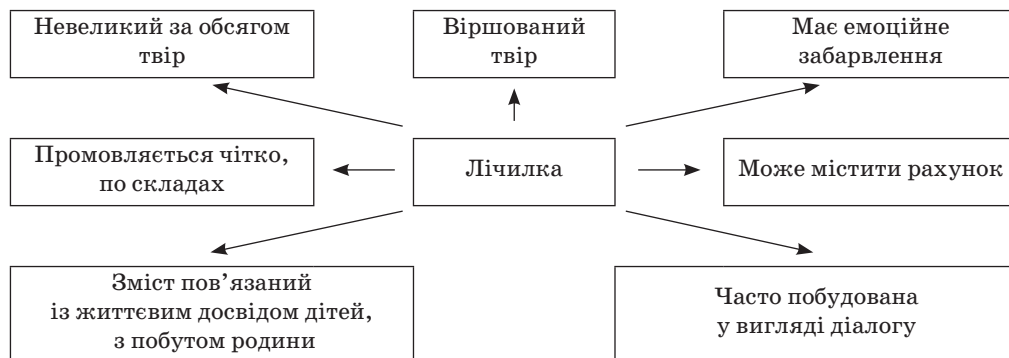 Невеликий за обсягом
твір
Віршований
твір
Має емоційне
забарвлення
Промовляється чітко,
по складах
Лічилка
Може містити рахунок
Зміст пов’язаний
із життєвим досвідом дітей,
з побутом родини
Часто побудована
у вигляді діалогу